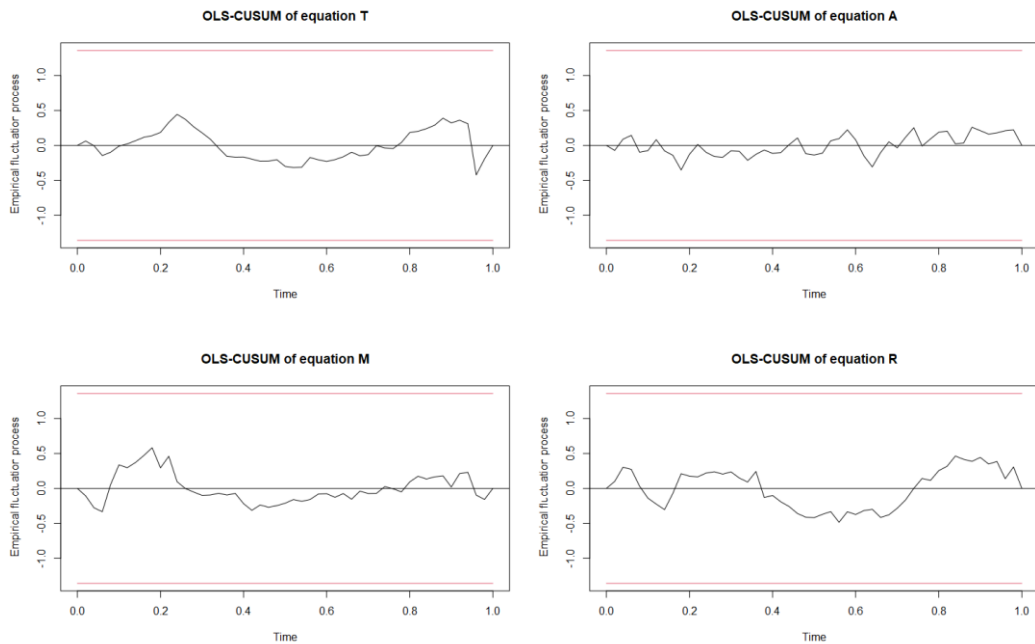 OLS-CUSUM of equation T
Empirical fluctuation process
1.0
0.5
0.0
-0.5
-1.0
0.0 0.2 0.4 0.6 0.8 1.0
Time
OLS-CUSUM of equation A
Empirical fluctuation process
1.0
0.5
0.0
-0.5
-1.0
0.0 0.2 0.4 0.6 0.8 1.0
Time
OLS-CUSUM of equation M
Empirical fluctuation process
1.0
0.5
0.0
-0.5
-1.0
0.0 0.2 0.4 0.6 0.8 1.0
Time
OLS-CUSUM of equation R
Empirical fluctuation process
1.0
0.5
0.0
-0.5
-1.0
0.0 0.2 0.4 0.6 0.8 1.0
Time